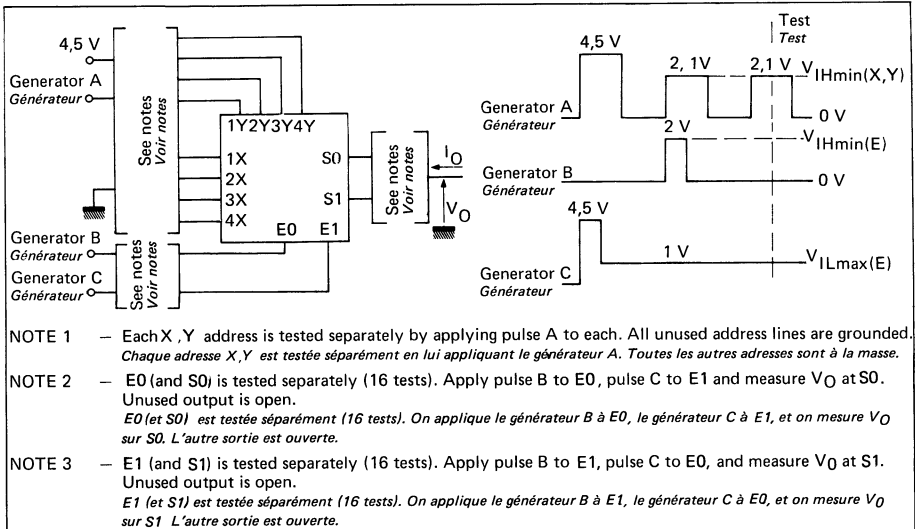 4,5 V
Generator A
Générateur
See notes
Voir notes
1Y2Y3Y4Y
1X
2X
3X
4X
S0
S1
E0 E1
See notes
Voir notes
IO
VO
Generator B
Générateur
Generator C
Générateur
See notes
Voir notes
Test
Test
4,5 V
2, 1V
2,1 V
VIHmin(X,Y)
Generator A
Générateur
0 V
2 V
VIHmin(E)
Generator B
Générateur
0 V
4,5 V
1 V
VILmax(E)
Generator C
Générateur
NOTE 1 – Each X ,Y address is tested separately by applying pulse A to each. All unused address lines are grounded.
Chaque adresse X,Y est testée séparément en lui appliquant le générateur A. Toutes les autres adresses sont à la masse.
NOTE 2 – E0 (and S0) is tested separately (16 tests). Apply pulse B to E0, pulse C to E1 and measure VO at S0.
Unused output is open.
E0 (et S0) est testée séparément (16 tests). On applique le générateur B à E0, le générateur C à E1, et on mesure VO
sur S0. L'autre sortie est ouverte.
NOTE 3 – E1 (and S1) is tested separately (16 tests). Apply pulse B to E1, pulse C to E0, and measure V0 at S1.
Unused output is open.
E1 (et S1) est testée séparément (16 tests). On applique le générateur B à E1, le générateur C à E0, et on mesure V0
sur S1 L'autre sortie est ouverte.